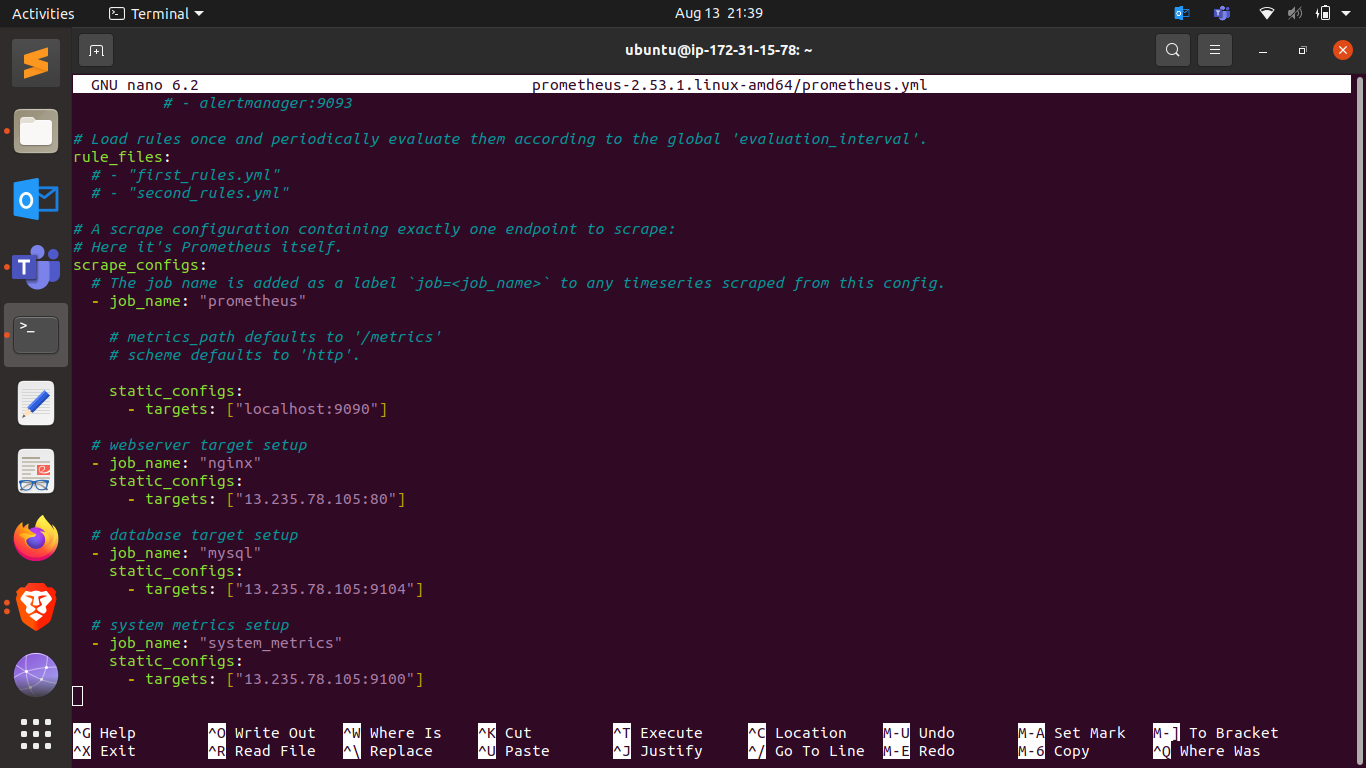 Activities
Terminal
Aug 13 21:39
ubuntu@ip-172-31-15-78: ~
GNU nano 6.2 prometheus-2.53.1.linux-amd64/prometheus.yml
# - alertmanager:9093
# Load rules once and periodically evaluate them according to the global 'evaluation_interval'.
rule_files:
# - "first_rules.yml"
# - "second_rules.yml"
# A scrape configuration containing exactly one endpoint to scrape:
# Here it's Prometheus itself.
scrape_configs:
# The job name is added as a label `job=<job_name>` to any timeseries scraped from this config.
- job_name: "prometheus"
# metrics_path defaults to '/metrics'
# scheme defaults to 'http'.
static_configs:
- targets: ["localhost:9090"]
# webserver target setup
- job_name: "nginx"
static_configs:
- targets: ["13.235.78.105:80"]
# database target setup
- job_name: "mysql"
static_configs:
- targets: ["13.235.78.105:9104"]
# system metrics setup
- job_name: "system_metrics"
static_configs:
- targets: ["13.235.78.105:9100"]
^G Help ^O Write Out ^W Where Is ^K Cut ^T Execute ^C Location M-U Undo M-A Set Mark M-] To Bracket
^X Exit ^R Read File ^\ Replace ^U Paste ^J Justify ^/ Go To Line M-E Redo M-6 Copy ^Q Where Was